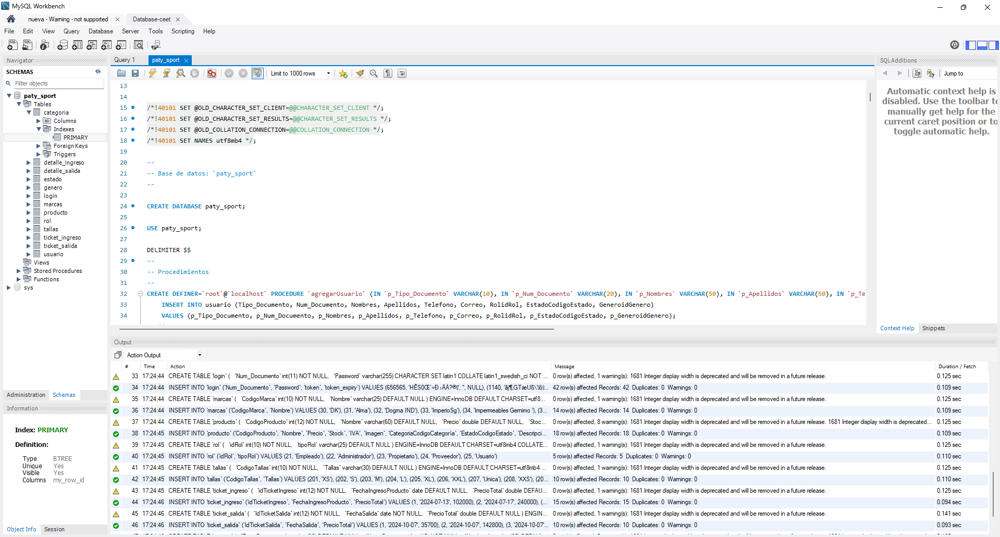 MySQL Workbench
nueva - Warning - not supported
Database-ceet
File Edit View Query Database Server Tools Scripting Help
Navigator
SCHEMAS
Filter objects
paty_sport
Tables
categoria
Columns
Indexes
PRIMARY
Foreign Keys
Triggers
detalle_ingreso
detalle_salida
estado
genero
login
marcas
producto
rol
tallas
ticket_ingreso
ticket_salida
usuario
Views
Stored Procedures
Functions
sys
Administration Schemas
Information
Index: PRIMARY
Definition:
Type BTREE
Unique Yes
Visible Yes
Columns my_row_id
Object Info Session
Query 1 paty_sport
Limit to 1000 rows
13
14
15 /*!40101 SET @OLD_CHARACTER_SET_CLIENT=@@CHARACTER_SET_CLIENT */;
16 /*!40101 SET @OLD_CHARACTER_SET_RESULTS=@@CHARACTER_SET_RESULTS */;
17 /*!40101 SET @OLD_COLLATION_CONNECTION=@@COLLATION_CONNECTION */;
18 /*!40101 SET NAMES utf8mb4 */;
19
20 --
21 -- Base de datos: `paty_sport`
22 --
23
24 CREATE DATABASE paty_sport;
25
26 USE paty_sport;
27
28 DELIMITER $$
29 --
30 -- Procedimientos
31 --
32 CREATE DEFINER=`root`@`localhost` PROCEDURE `agregarUsuario` (IN `p_Tipo_Documento` VARCHAR(10), IN `p_Num_Documento` VARCHAR(20), IN `p_Nombres` VARCHAR(50), IN `p_Apellidos` VARCHAR(50), IN `p_Te
33 INSERT INTO usuario (Tipo_Documento, Num_Documento, Nombres, Apellidos, Telefono, Correo, RolidRol, EstadoCodigoEstado, GeneroidGenero)
34 VALUES (p_Tipo_Documento, p_Num_Documento, p_Nombres, p_Apellidos, p_Telefono, p_Correo, p_RolidRol, p_EstadoCodigoEstado, p_GeneroidGenero);
SQLAdditions
Jump to
Automatic context help is
disabled. Use the toolbar to
manually get help for the
current caret position or to
toggle automatic help.
Context Help Snippets
Output
Action Output
# Time Action Message Duration / Fetch
33 17:24:44 CREATE TABLE `login` ( `Num_Documento` int(11) NOT NULL, `Password` varchar(255) CHARACTER SET latin1 COLLATE latin1_swedish_ci NOT ... 0 row(s) affected, 1 warning(s): 1681 Integer display width is deprecated and will be removed in a future release. 0.125 sec
34 17:24:44 INSERT INTO `login` (`Num_Documento`, `Password`, `token`, `token_expiry`) VALUES (656565, NULL), (1140, 42 row(s) affected Records: 42 Duplicates: 0 Warnings: 0 0.109 sec
35 17:24:44 CREATE TABLE `marcas` ( `CodigoMarca` int(10) NOT NULL, `Nombre` varchar(25) DEFAULT NULL ) ENGINE=InnoDB DEFAULT CHARSET=utf8... 0 row(s) affected, 1 warning(s): 1681 Integer display width is deprecated and will be removed in a future release. 0.125 sec
36 17:24:44 INSERT INTO `marcas` (`CodigoMarca`, `Nombre`) VALUES (30, 'DK'), (31, 'Alma'), (32, 'Dogma IND'), (33, 'ImperioSg'), (34, 'Impermeables Gernimo '), (3... 14 row(s) affected Records: 14 Duplicates: 0 Warnings: 0 0.109 sec
37 17:24:44 CREATE TABLE `producto` ( `CodigoProducto` int(12) NOT NULL, `Nombre` varchar(60) DEFAULT NULL, `Precio` double DEFAULT NULL, `Stoc... 0 row(s) affected, 8 warning(s): 1681 Integer display width is deprecated and will be removed in a future release. 1681 Integer display width is deprecated... 0.125 sec
38 17:24:45 INSERT INTO `producto` (`CodigoProducto`, `Nombre`, `Precio`, `Stock`, `IVA`, `Imagen`, `CategoriaCodigoCategoría`, `EstadoCodigoEstado`, `Descripci... 18 row(s) affected Records: 18 Duplicates: 0 Warnings: 0 0.109 sec
39 17:24:45 CREATE TABLE `rol` ( `idRol` int(10) NOT NULL, `tipoRol` varchar(25) DEFAULT NULL ) ENGINE=InnoDB DEFAULT CHARSET=utf8mb4 COLLATE... 0 row(s) affected, 1 warning(s): 1681 Integer display width is deprecated and will be removed in a future release. 0.125 sec
40 17:24:45 INSERT INTO `rol` (`idRol`, `tipoRol`) VALUES (21, 'Empleado'), (22, 'Administrador'), (23, 'Propietario'), (24, 'Proveedor'), (25, 'Usuario') 5 row(s) affected Records: 5 Duplicates: 0 Warnings: 0 0.110 sec
41 17:24:45 CREATE TABLE `tallas` ( `CodigoTallas` int(10) NOT NULL, `Tallas` varchar(30) DEFAULT NULL ) ENGINE=InnoDB DEFAULT CHARSET=utf8mb4 ... 0 row(s) affected, 1 warning(s): 1681 Integer display width is deprecated and will be removed in a future release. 0.125 sec
42 17:24:45 INSERT INTO `tallas` (`CodigoTallas`, `Tallas`) VALUES (201, 'XS'), (202, 'S'), (203, 'M'), (204, 'L'), (205, 'XL'), (206, 'XXL'), (207, 'Unica'), (208, 'XXS'), (20... 10 row(s) affected Records: 10 Duplicates: 0 Warnings: 0 0.110 sec
43 17:24:45 CREATE TABLE `ticket_ingreso` ( `idTicketIngreso` int(12) NOT NULL, `FechaIngresoProducto` date DEFAULT NULL, `PrecioTotal` double DEFAU... 0 row(s) affected, 1 warning(s): 1681 Integer display width is deprecated and will be removed in a future release. 0.125 sec
44 17:24:46 INSERT INTO `ticket_ingreso` (`idTicketIngreso`, `FechaIngresoProducto`, `PrecioTotal`) VALUES (1, '2024-07-13', 102000), (2, '2024-07-17', 240000), (... 15 row(s) affected Records: 15 Duplicates: 0 Warnings: 0 0.094 sec
45 17:24:46 CREATE TABLE `ticket_salida` ( `IdTicketSalida` int(12) NOT NULL, `FechaSalida` date NOT NULL, `PrecioTotal` double DEFAULT NULL ) ENGIN... 0 row(s) affected, 1 warning(s): 1681 Integer display width is deprecated and will be removed in a future release. 0.141 sec
46 17:24:46 INSERT INTO `ticket_salida` (`IdTicketSalida`, `FechaSalida`, `PrecioTotal`) VALUES (1, '2024-10-07', 35700), (2, '2024-10-07', 142800), (3, '2024-10-07'... 10 row(s) affected Records: 10 Duplicates: 0 Warnings: 0 0.093 sec